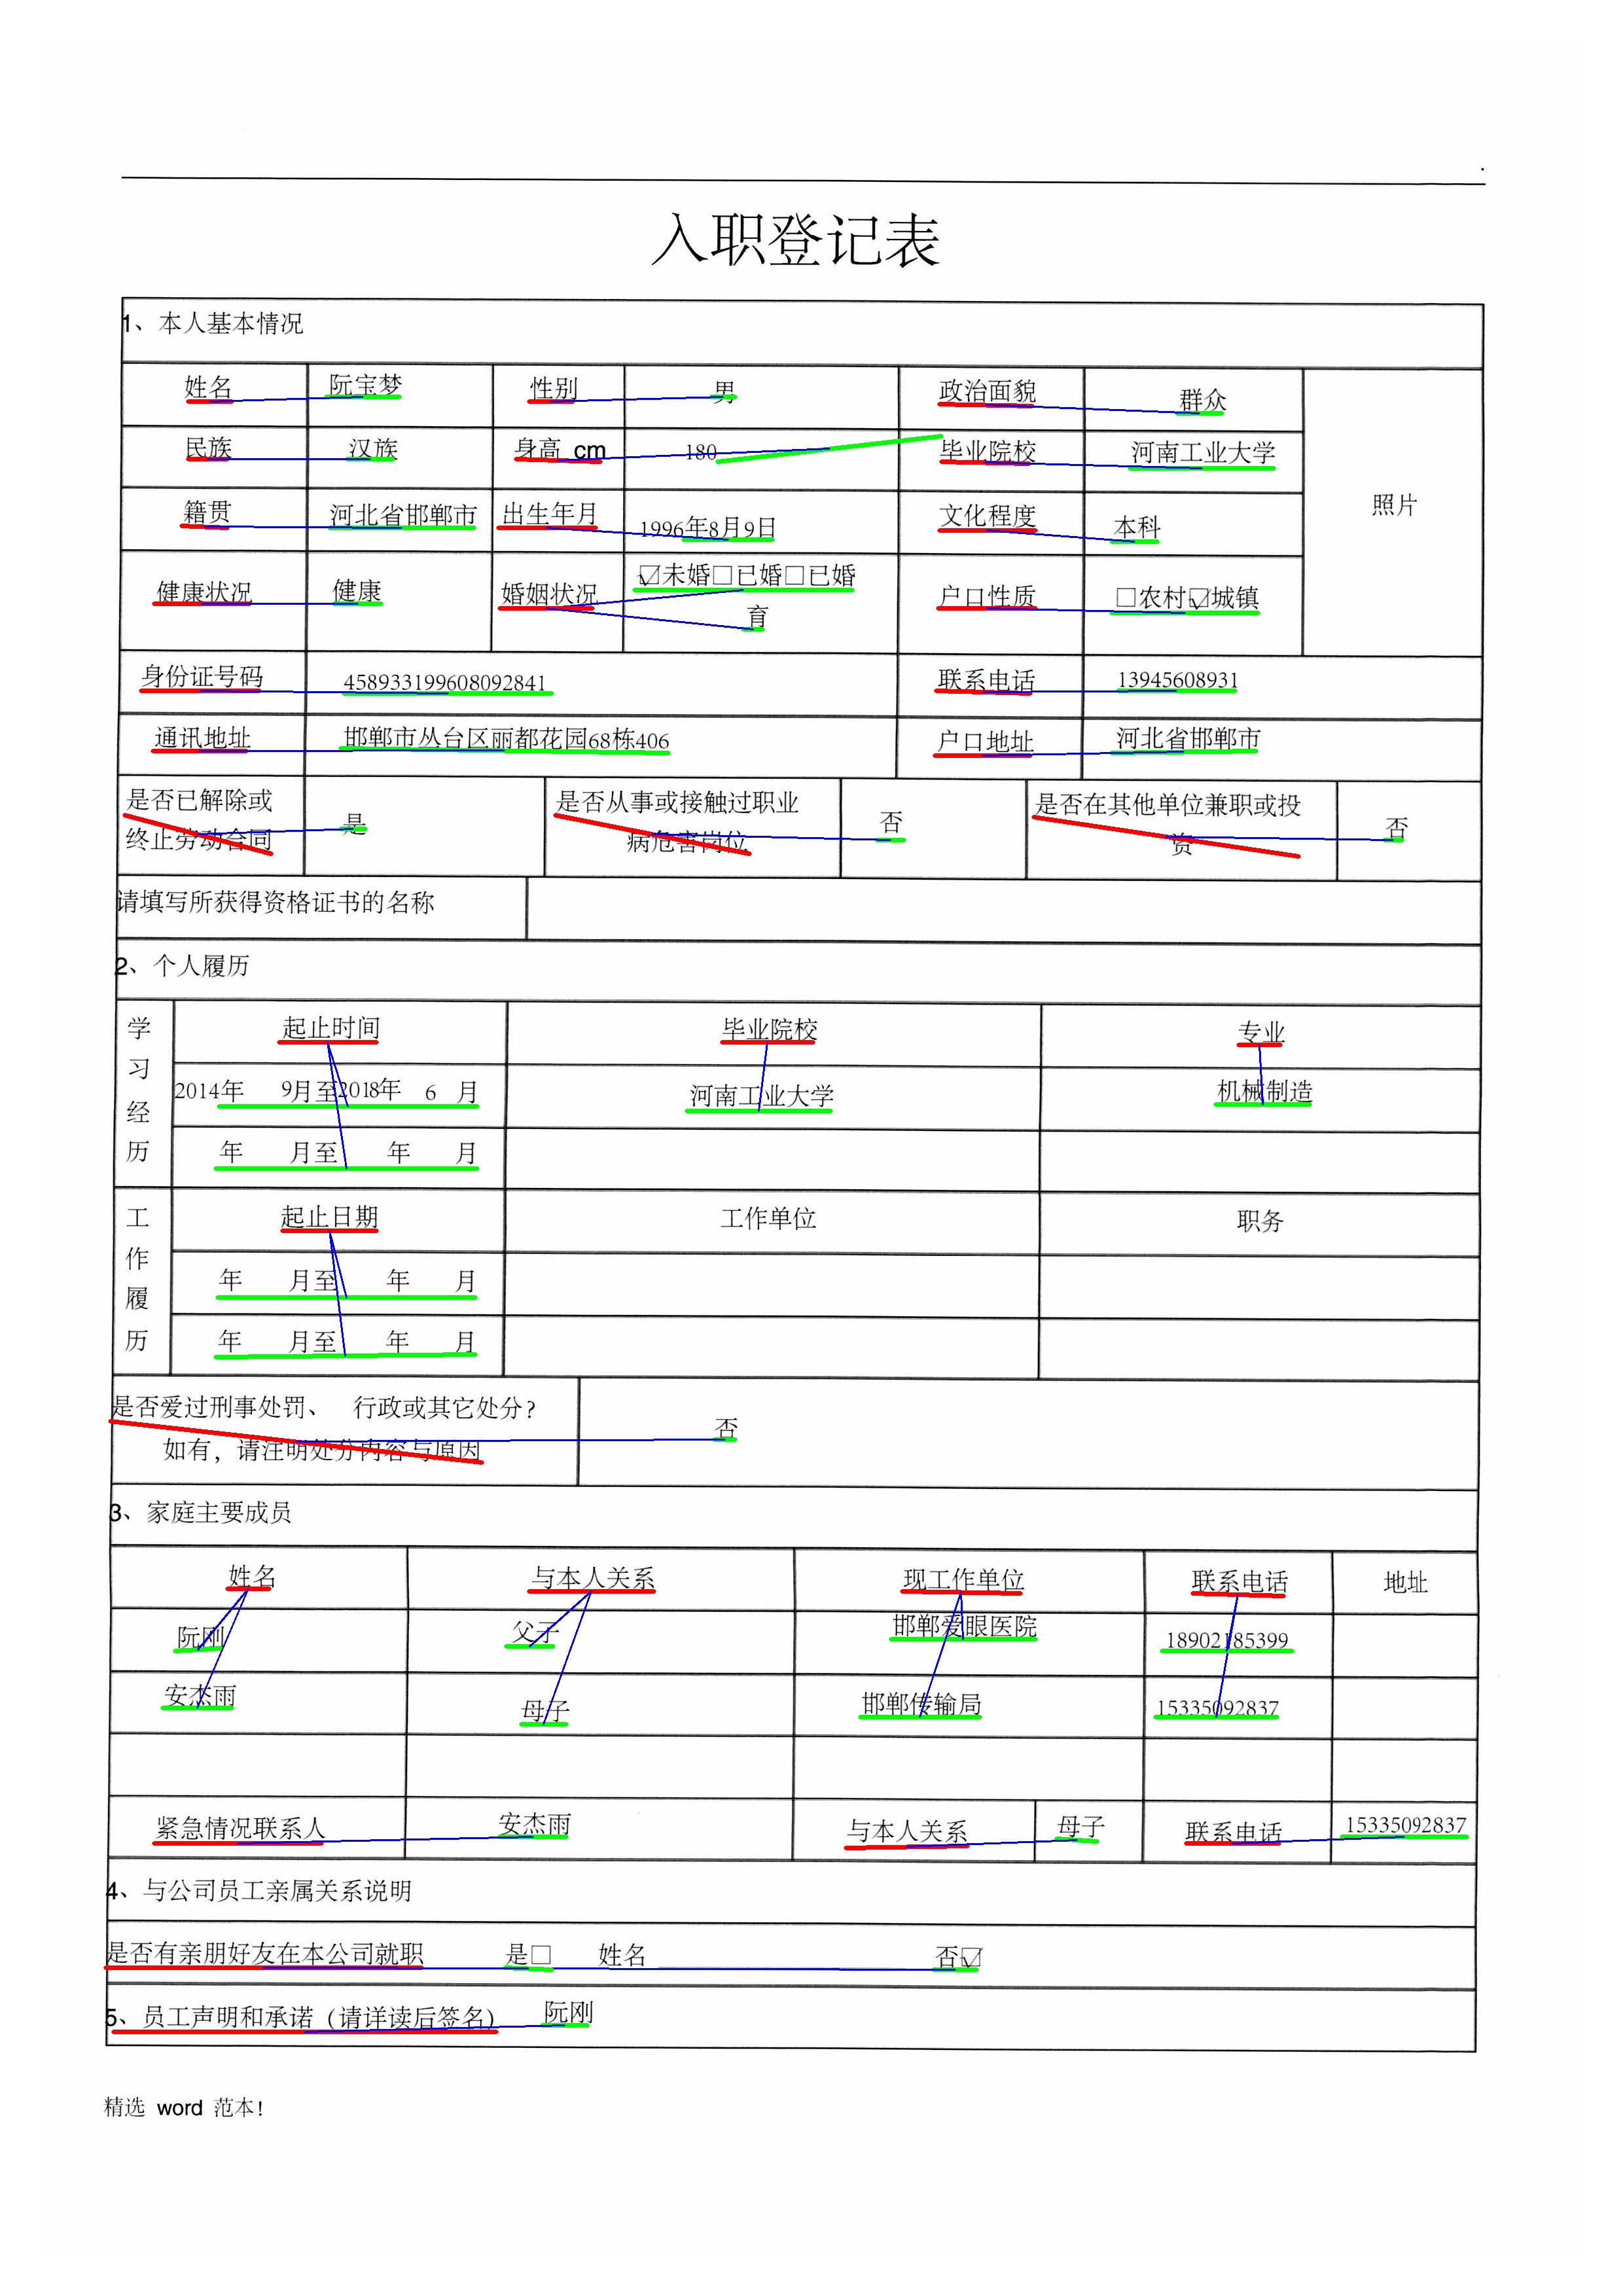 入职登记表
1、本人基本情况
姓名 阮宝梦 性别 男 政治面貌 群众
民族 汉族 身高 cm 180 毕业院校 河南工业大学
照片
籍贯 河北省邯郸市 出生年月 1996年8月9日 文化程度 本科
健康状况 健康 婚姻状况 ☑未婚□已婚□已婚 户口性质 □农村☑城镇
育
身份证号码 458933199608092841 联系电话 13945608931
通讯地址 邯郸市丛台区丽都花园68栋406 户口地址 河北省邯郸市
是否已解除或 是 是否从事或接触过职业 否 是否在其他单位兼职或投 否
终止劳动合同 病危害岗位 资
请填写所获得资格证书的名称
2、个人履历
学习经历
起止时间 毕业院校 专业
2014年 9月至2018年 6 月 河南工业大学 机械制造
年 月至 年 月
工作履历
起止日期 工作单位 职务
年 月至 年 月
年 月至 年 月
是否爱过刑事处罚、 行政或其它处分? 否
如有，请注明处分内容与原因
3、家庭主要成员
姓名 与本人关系 现工作单位 联系电话 地址
阮刚 父子 邯郸爱眼医院 18902185399
安杰雨 母子 邯郸传输局 15335092837
紧急情况联系人 安杰雨 与本人关系 母子 联系电话 15335092837
4、与公司员工亲属关系说明
是否有亲朋好友在本公司就职 是□ 姓名 否☑
5、员工声明和承诺（请详读后签名） 阮刚
精选 word 范本!